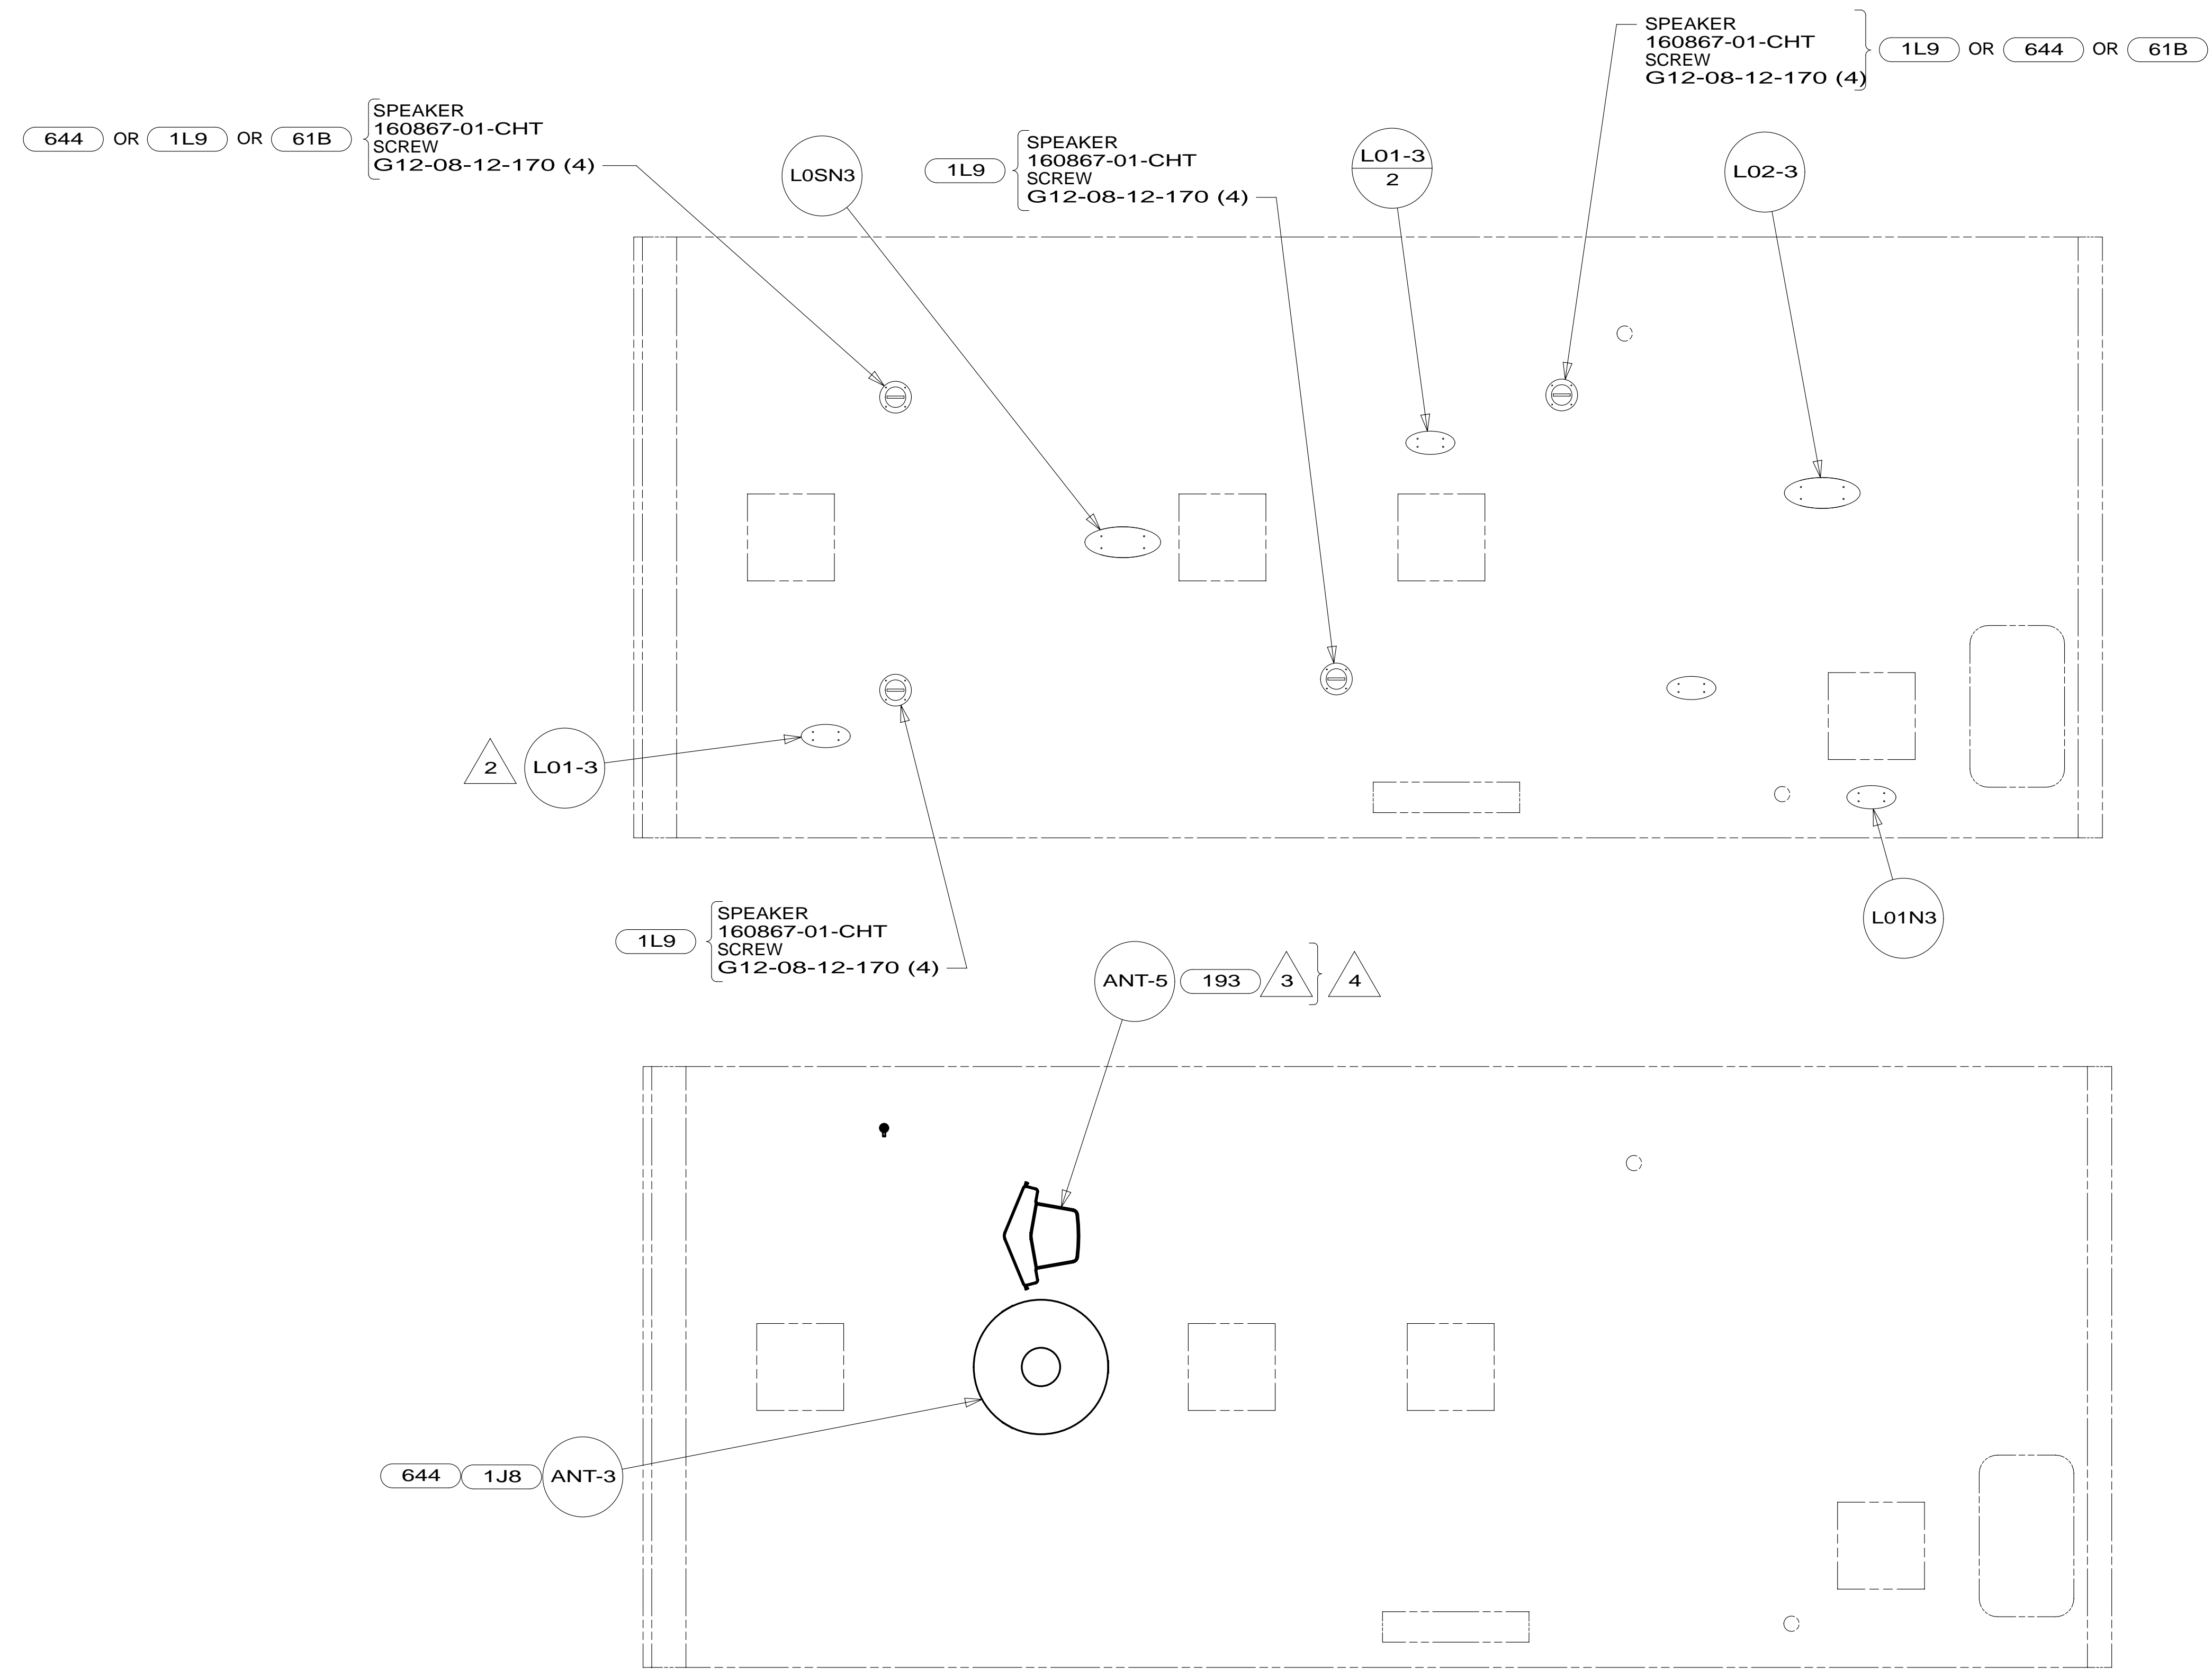 SPEAKER
160867-01-CHT
SCREW
G12-08-12-170 (4)
1L9 OR 644 OR 61B
644 OR 1L9 OR 61B
SPEAKER
160867-01-CHT
SCREW
G12-08-12-170 (4)
L0SN3
1L9
SPEAKER
160867-01-CHT
SCREW
G12-08-12-170 (4)
L01-3
2
L02-3
2
L01-3
1L9
SPEAKER
160867-01-CHT
SCREW
G12-08-12-170 (4)
L01N3
ANT-5
193
3
4
644
1J8
ANT-3